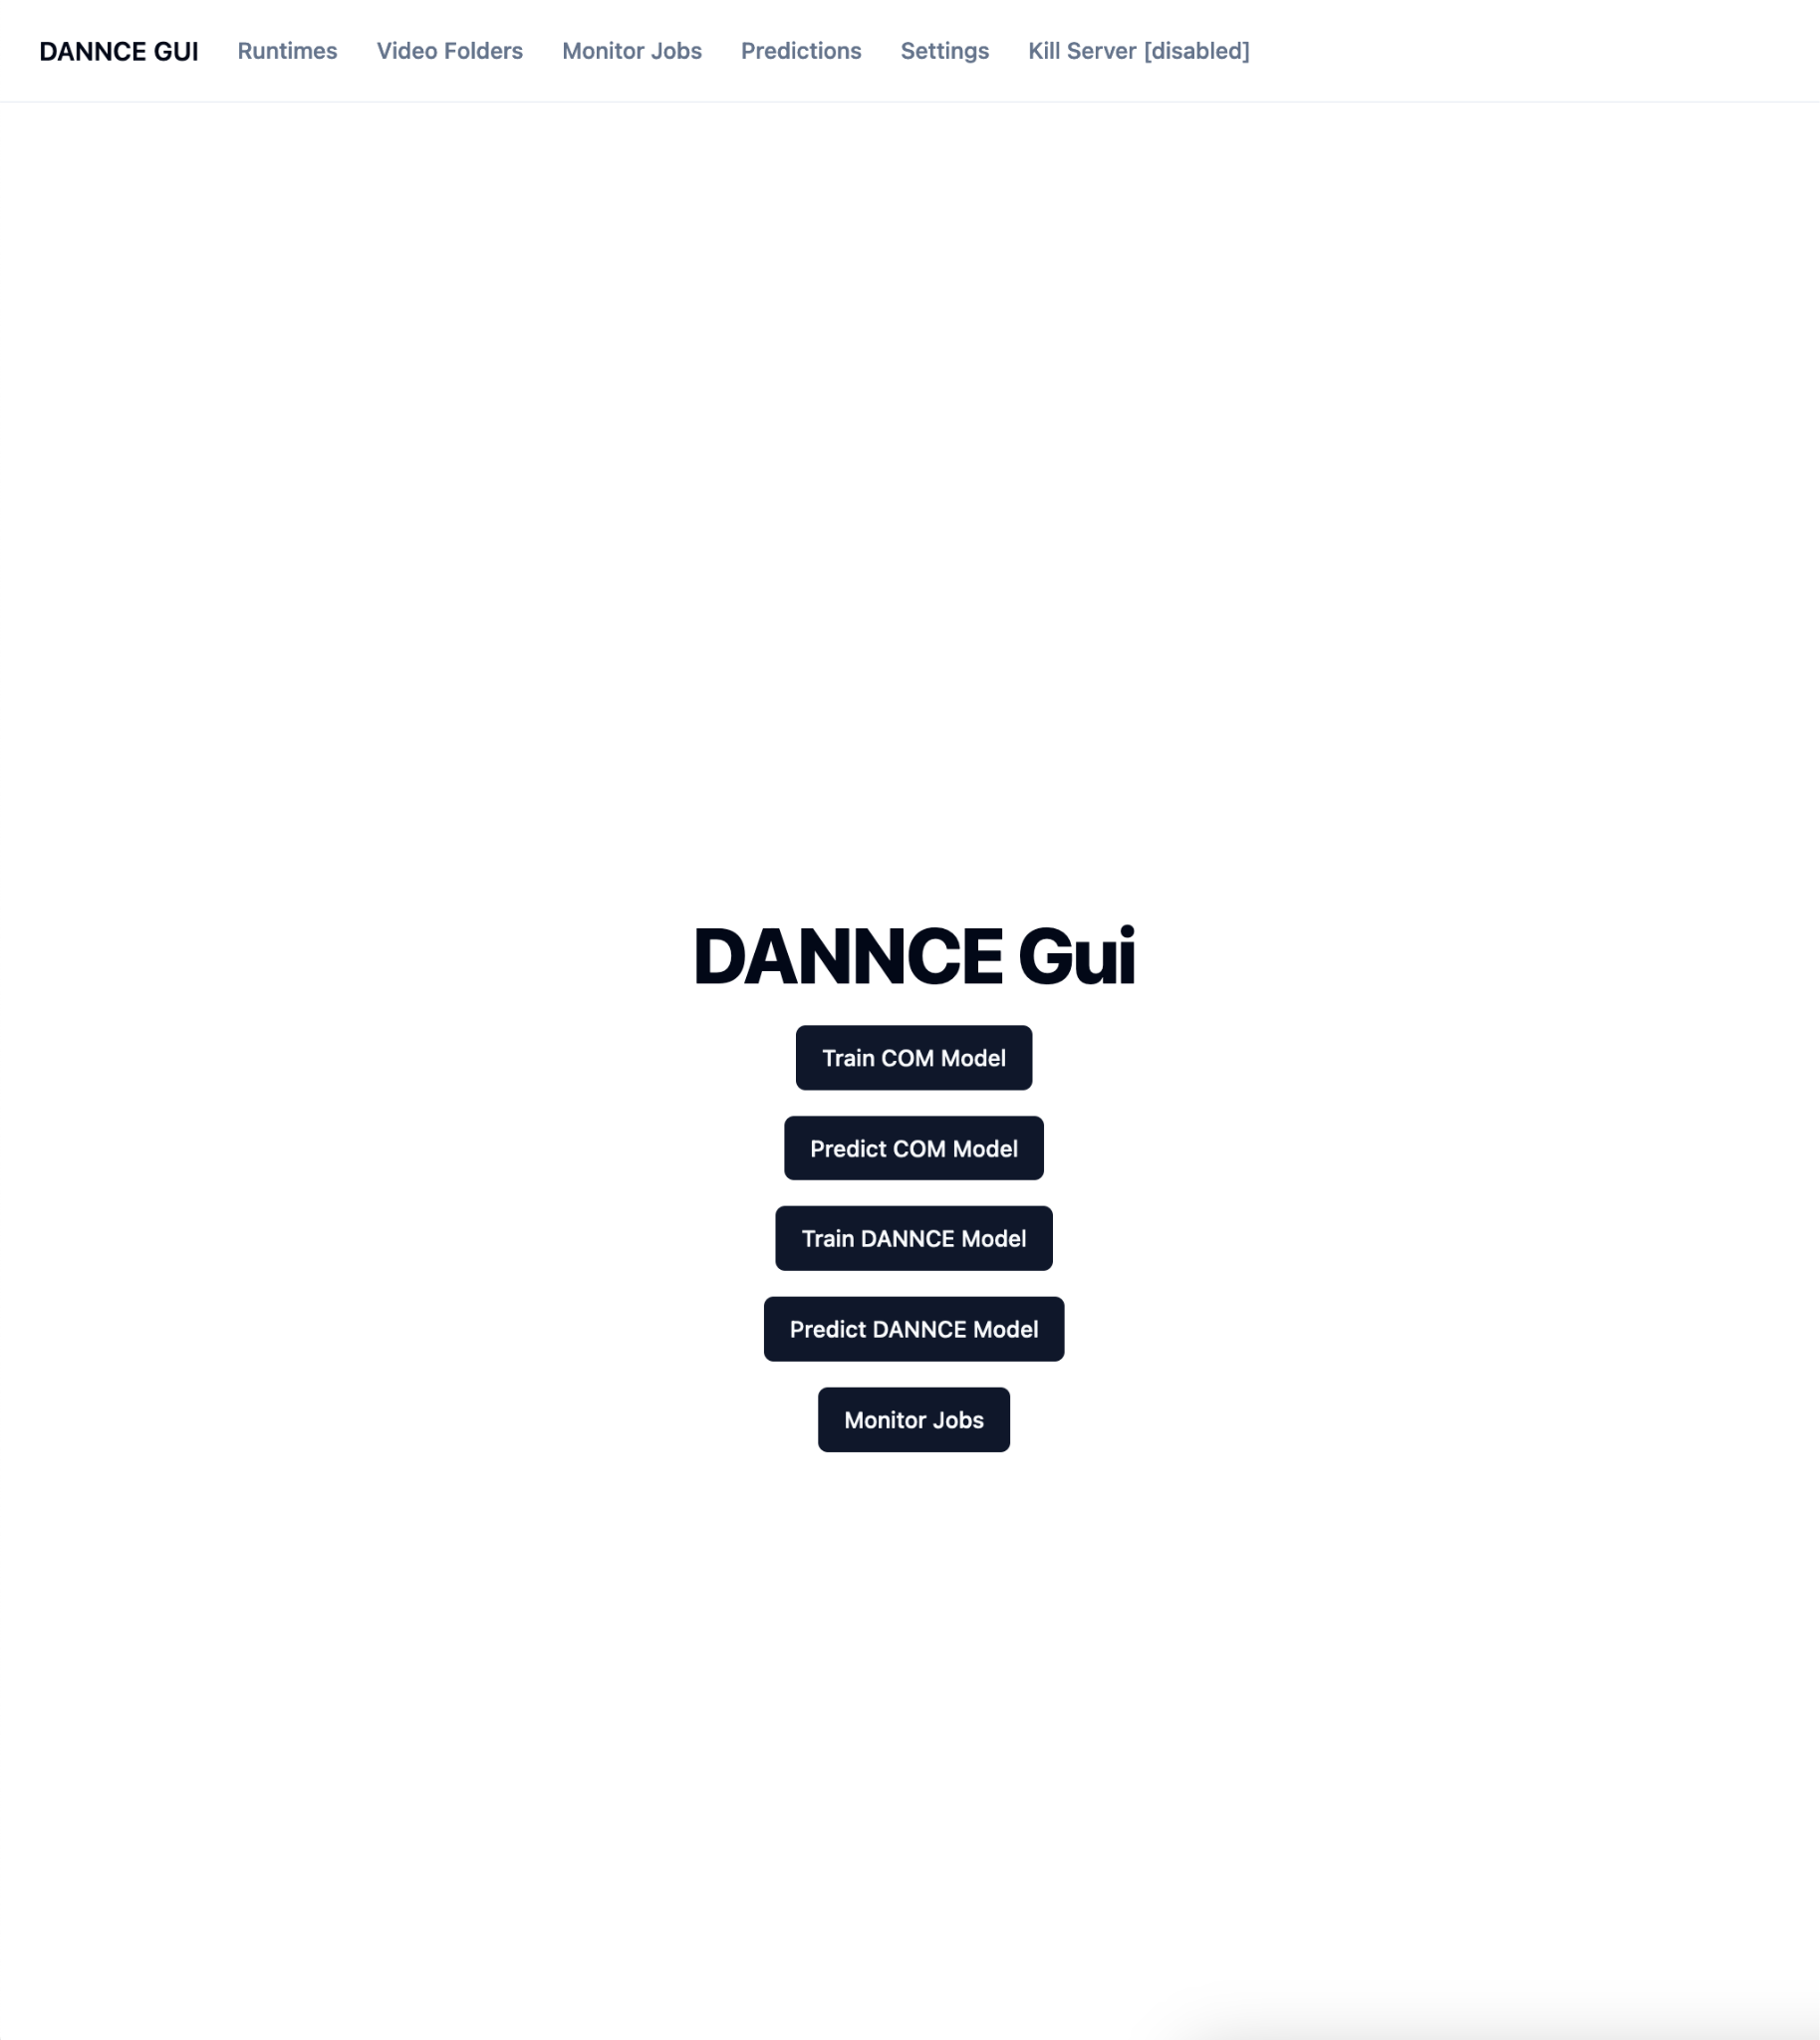 DANNCE GUI Runtimes Video Folders Monitor Jobs Predictions Settings Kill Server [disabled]
DANNCE Gui
Train COM Model
Predict COM Model
Train DANNCE Model
Predict DANNCE Model
Monitor Jobs